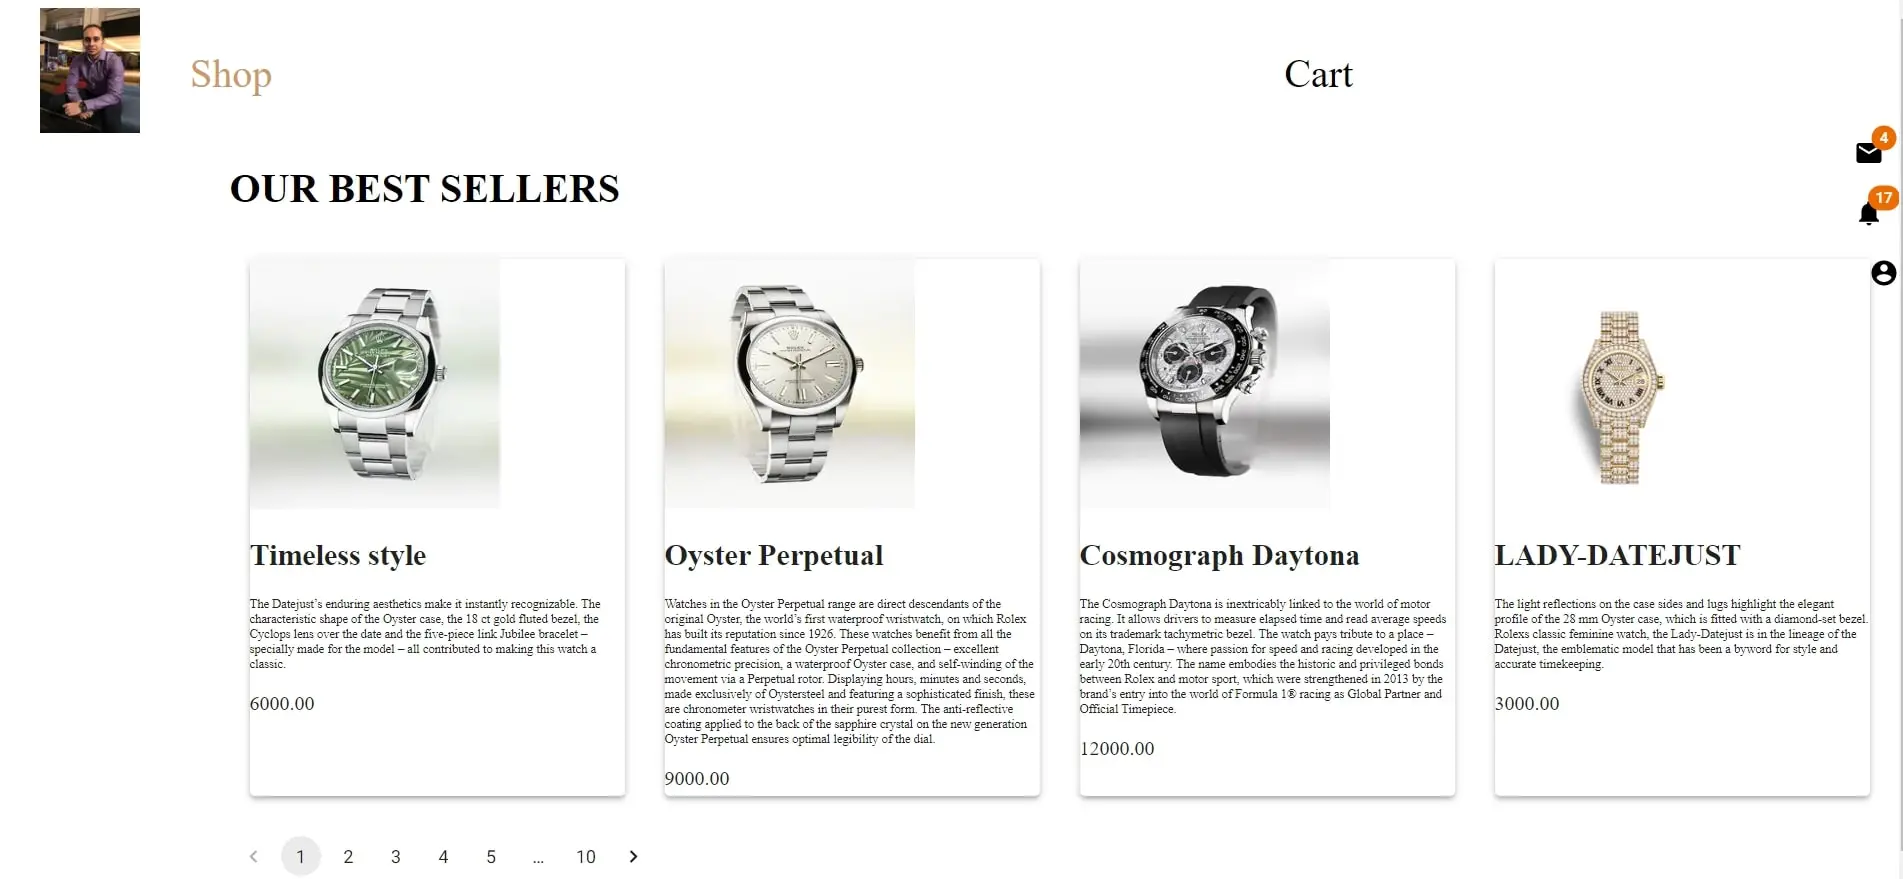 Shop
Cart
4
17
OUR BEST SELLERS
Timeless style
The Datejust’s enduring aesthetics make it instantly recognizable. The
characteristic shape of the Oyster case, the 18 ct gold fluted bezel, the
Cyclops lens over the date and the five-piece link Jubilee bracelet –
specially made for the model – all contributed to making this watch a
classic.
6000.00
Oyster Perpetual
Watches in the Oyster Perpetual range are direct descendants of the
original Oyster, the world’s first waterproof wristwatch, on which Rolex
has built its reputation since 1926. These watches benefit from all the
fundamental features of the Oyster Perpetual collection – excellent
chronometric precision, a waterproof Oyster case, and self-winding of the
movement via a Perpetual rotor. Displaying hours, minutes and seconds,
made exclusively of Oystersteel and featuring a sophisticated finish, these
are chronometer wristwatches in their purest form. The anti-reflective
coating applied to the back of the sapphire crystal on the new generation
Oyster Perpetual ensures optimal legibility of the dial.
9000.00
Cosmograph Daytona
The Cosmograph Daytona is inextricably linked to the world of motor
racing. It allows drivers to measure elapsed time and read average speeds
on its trademark tachymetric bezel. The watch pays tribute to a place –
Daytona, Florida – where passion for speed and racing developed in the
early 20th century. The name embodies the historic and privileged bonds
between Rolex and motor sport, which were strengthened in 2013 by the
brand’s entry into the world of Formula 1® racing as Global Partner and
Official Timepiece.
12000.00
LADY-DATEJUST
The light reflections on the case sides and lugs highlight the elegant
profile of the 28 mm Oyster case, which is fitted with a diamond-set bezel.
Rolexs classic feminine watch, the Lady-Datejust is in the lineage of the
Datejust, the emblematic model that has been a byword for style and
accurate timekeeping.
3000.00
1 2 3 4 5 ... 10